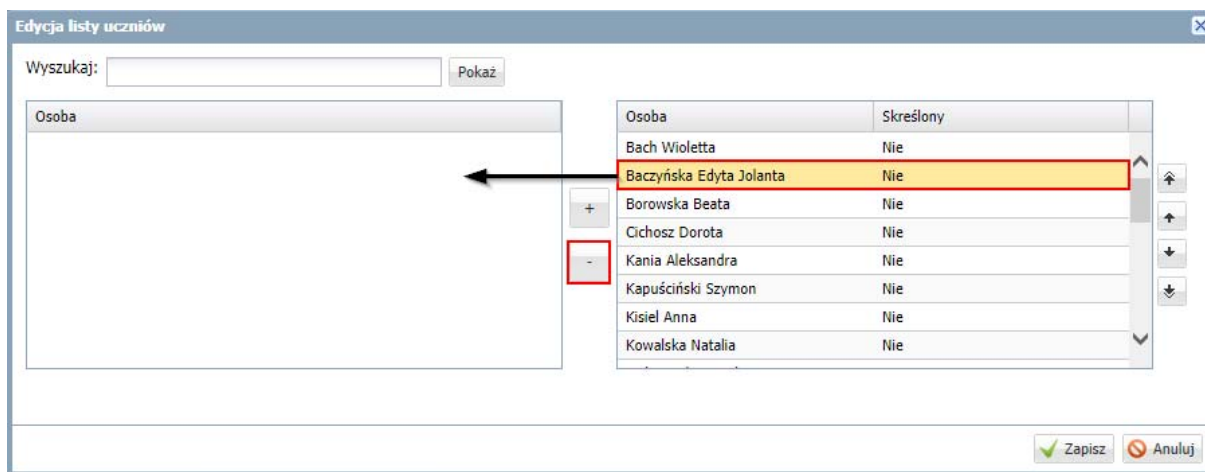 Edycja listy uczniów
Wyszukaj: Pokaż
Osoba
Osoba Skreślony
Bach Wioletta Nie
Baczyńska Edyta Jolanta Nie
Borowska Beata Nie
Cichosz Dorota Nie
Kania Aleksandra Nie
Kapuściński Szymon Nie
Kisiel Anna Nie
Kowalska Natalia Nie
+
-
Zapisz Anuluj